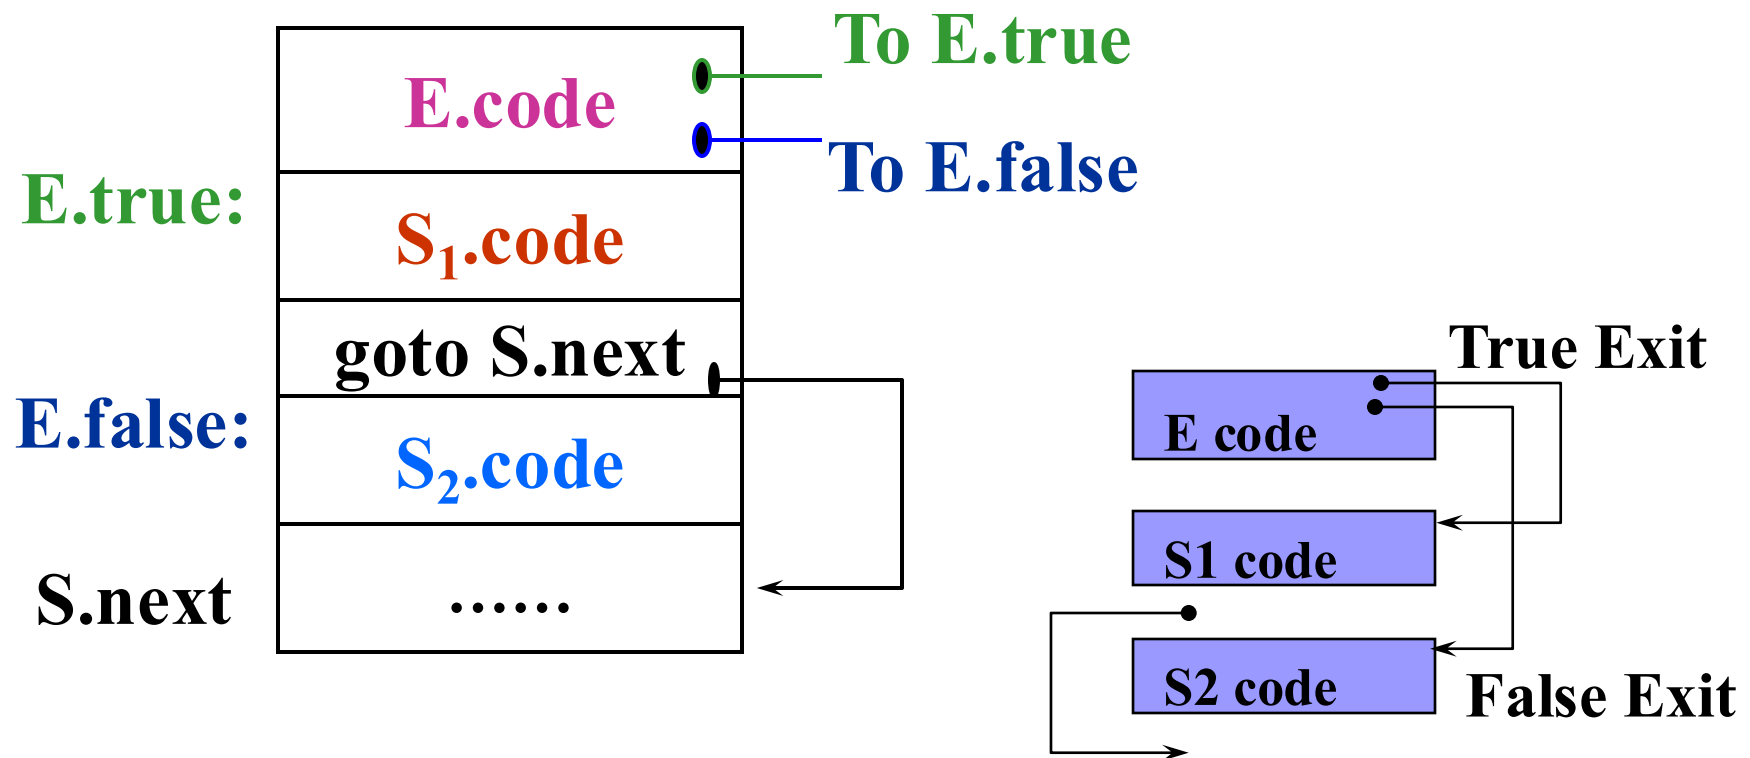 To E.true
E.code
To E.false
E.true:
S₁.code
goto S.next
E.false:
S₂.code
S.next
......
True Exit
E code
S1 code
S2 code
False Exit